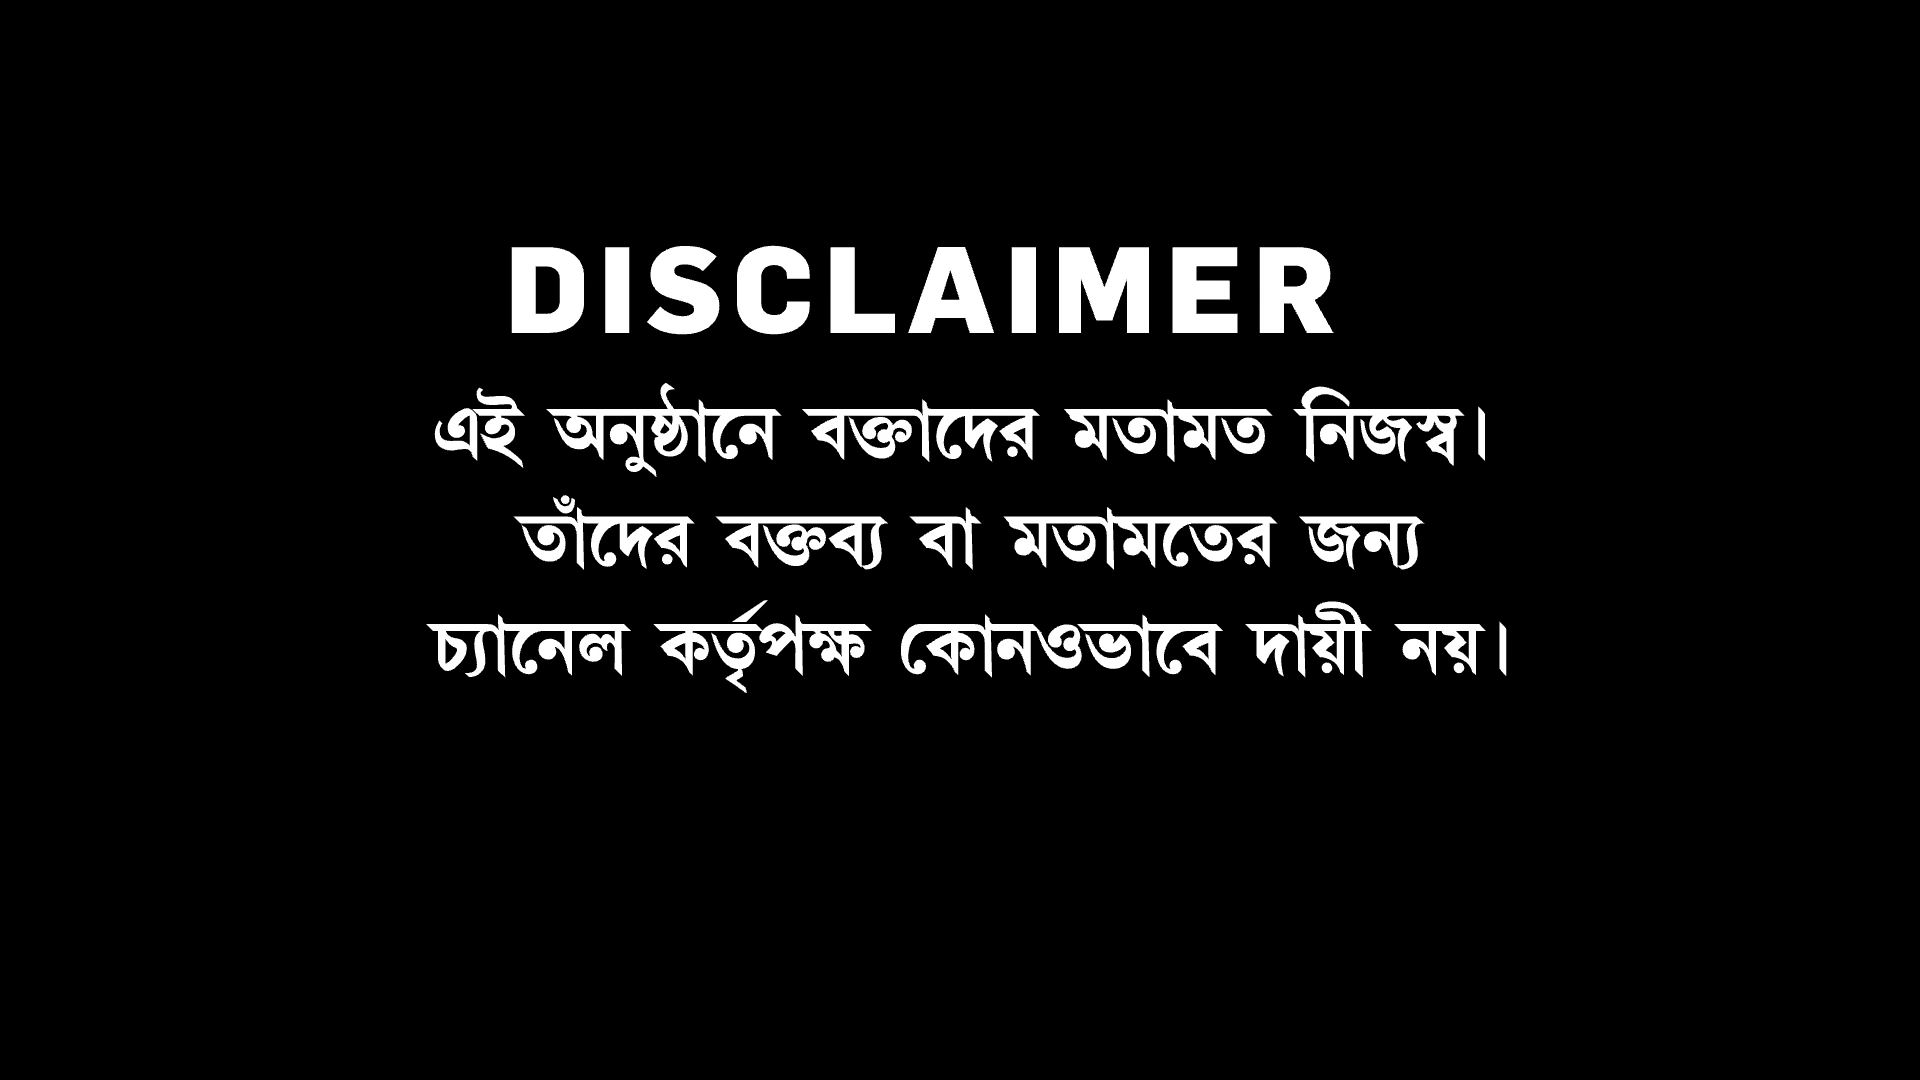 DISCLAIMER
এই অনুষ্ঠানে বক্তাদের মতামত নিজস্ব।
তাঁদের বক্তব্য বা মতামতের জন্য
চ্যানেল কর্তৃপক্ষ কোনওভাবে দায়ী নয়।